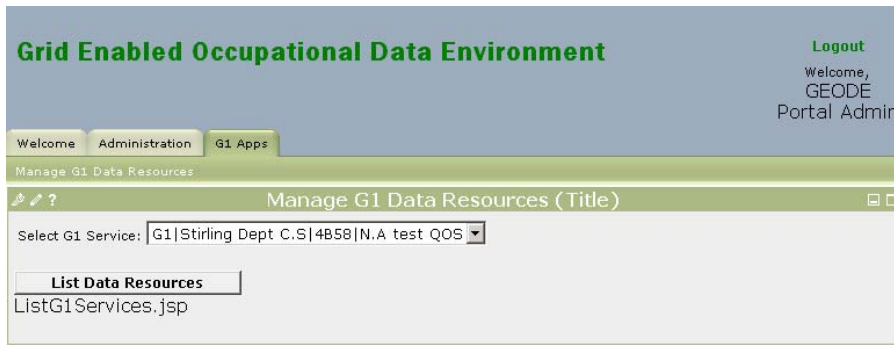 Grid Enabled Occupational Data Environment
Logout
Welcome,
GEODE
Portal Admin
Welcome Administration G1 Apps
Manage G1 Data Resources
? Manage G1 Data Resources (Title)
Select G1 Service: G1|Stirling Dept C.S|4B58|N.A test QOS
List Data Resources
ListG1Services.jsp